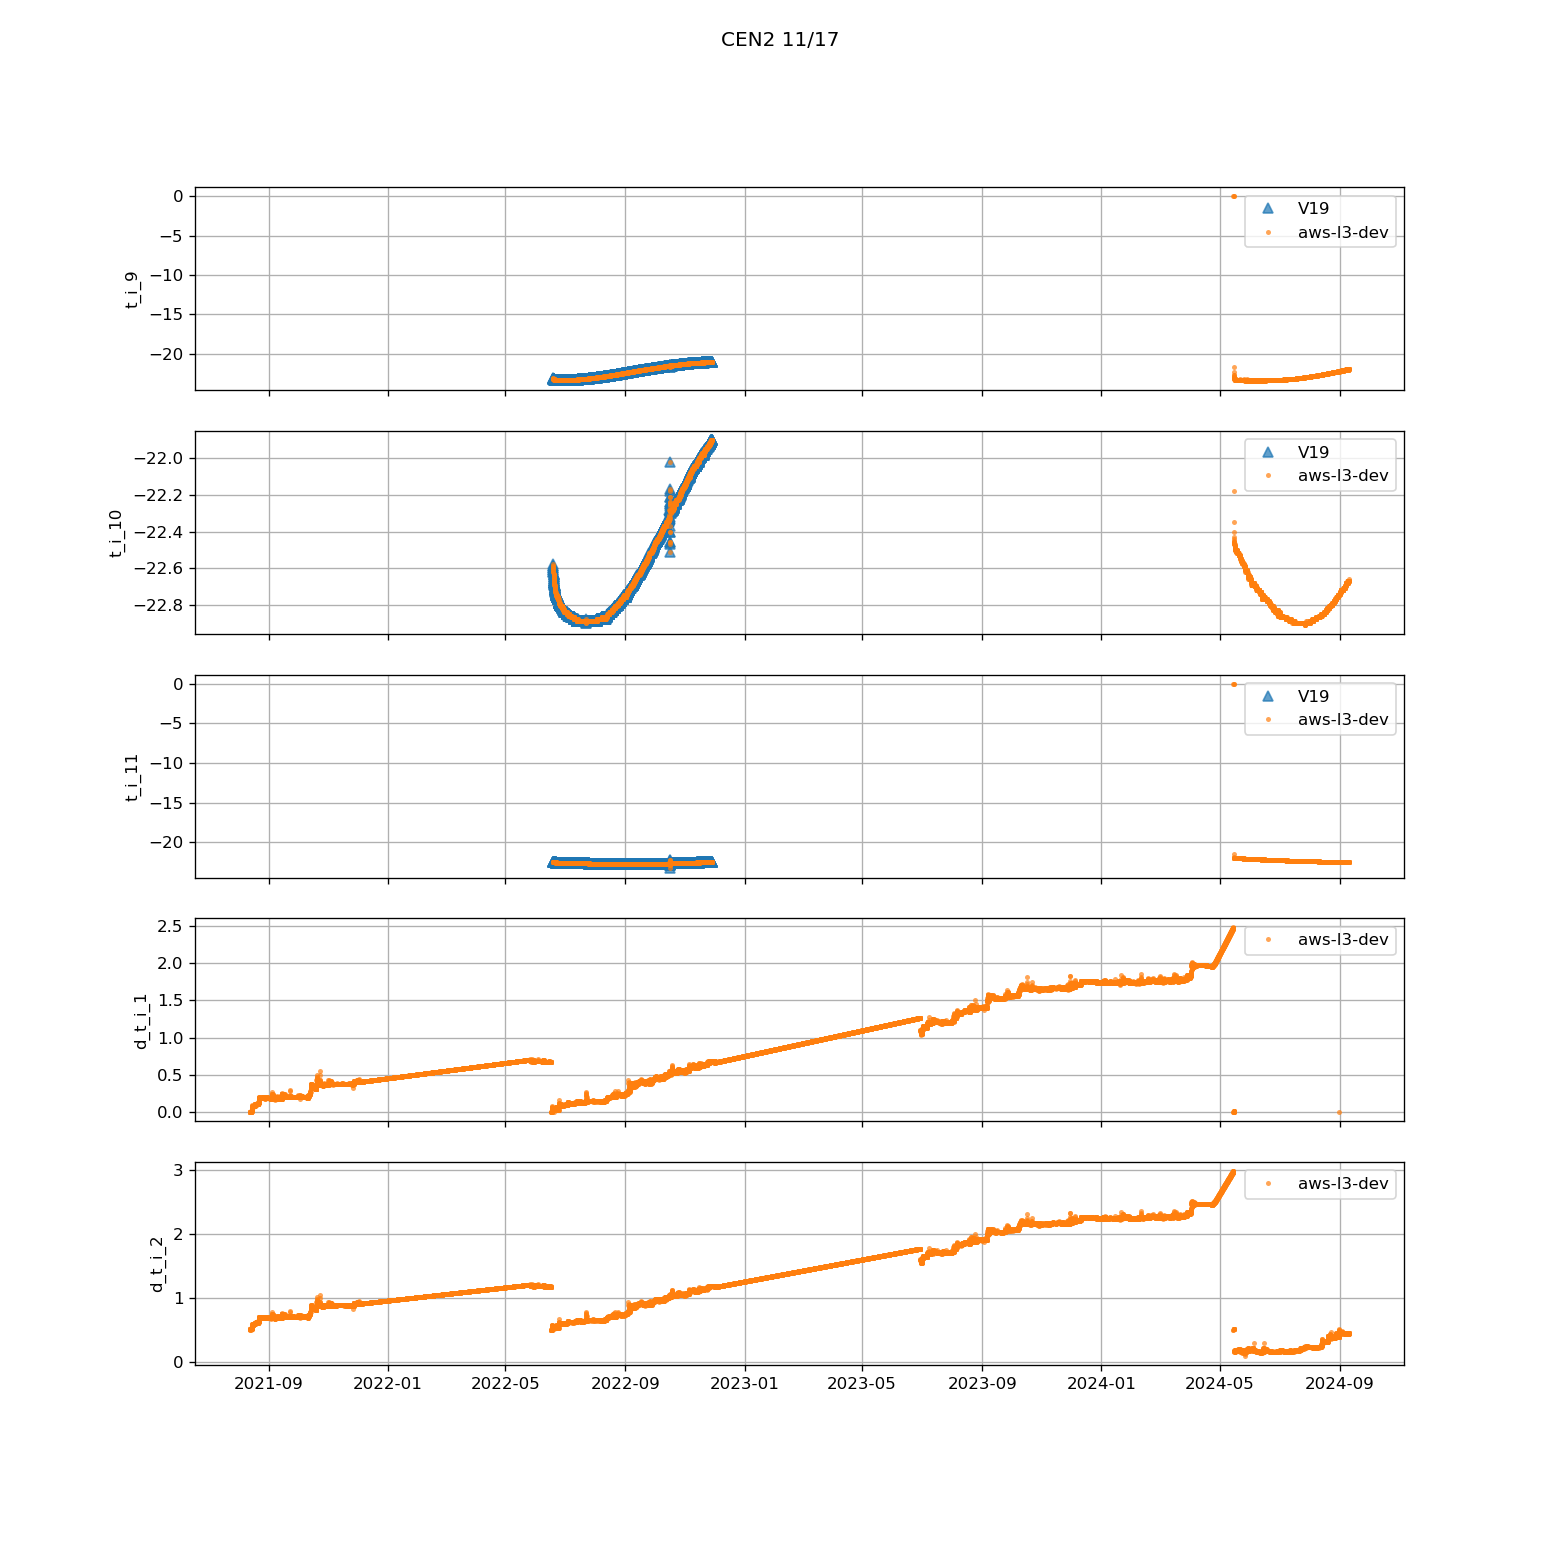 CEN2 11/17
t_i_9
0
−5
−10
−15
−20
V19
aws-l3-dev
t_i_10
−22.0
−22.2
−22.4
−22.6
−22.8
V19
aws-l3-dev
t_i_11
0
−5
−10
−15
−20
V19
aws-l3-dev
d_t_i_1
2.5
2.0
1.5
1.0
0.5
0.0
aws-l3-dev
d_t_i_2
3
2
1
0
aws-l3-dev
2021-09 2022-01 2022-05 2022-09 2023-01 2023-05 2023-09 2024-01 2024-05 2024-09